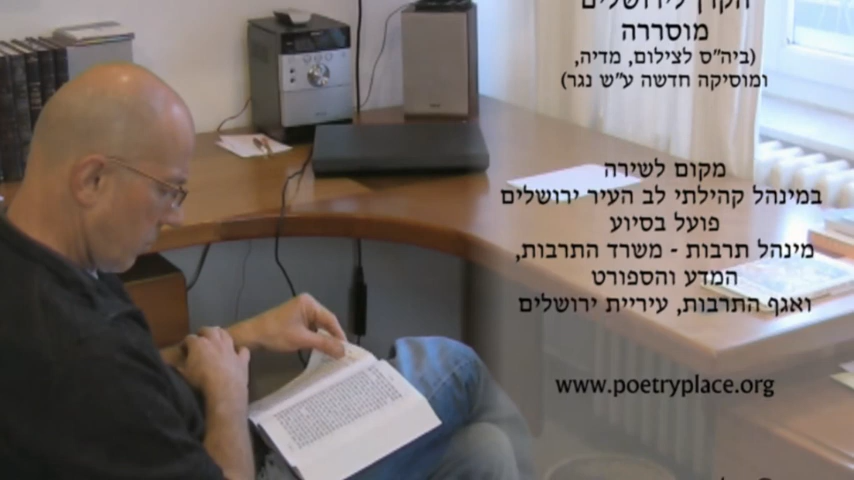 הקרן לירושלים
מוסררה
(ביה"ס לצילום, מדיה,
ומוסיקה חדשה ע"ש נגר)
מקום לשירה
במינהל קהילתי לב העיר ירושלים
פועל בסיוע
מינהל תרבות - משרד התרבות,
המדע והספורט
ואגף התרבות, עיריית ירושלים
www.poetryplace.org